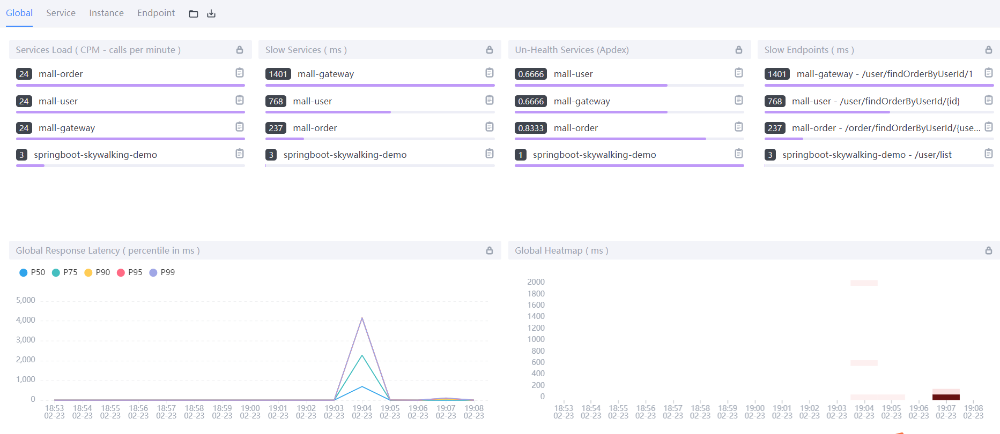 Global Service Instance Endpoint
Services Load ( CPM - calls per minute )
24 mall-order
24 mall-user
24 mall-gateway
3 springboot-skywalking-demo
Slow Services ( ms )
1401 mall-gateway
768 mall-user
237 mall-order
3 springboot-skywalking-demo
Un-Health Services (Apdex)
0.6666 mall-user
0.6666 mall-gateway
0.8333 mall-order
1 springboot-skywalking-demo
Slow Endpoints ( ms )
1401 mall-gateway - /user/findOrderByUserId/1
768 mall-user - /user/findOrderByUserId/{id}
237 mall-order - /order/findOrderByUserId/{use...
3 springboot-skywalking-demo - /user/list
Global Response Latency ( percentile in ms )
P50 P75 P90 P95 P99
5,000
4,000
3,000
2,000
1,000
0
18:53 18:54 18:55 18:56 18:57 18:58 18:59 19:00 19:01 19:02 19:03 19:04 19:05 19:06 19:07 19:08
02-23 02-23 02-23 02-23 02-23 02-23 02-23 02-23 02-23 02-23 02-23 02-23 02-23 02-23 02-23 02-23
Global Heatmap ( ms )
2000
1800
1600
1400
1200
1000
800
600
400
200
0
18:53 18:54 18:55 18:56 18:57 18:58 18:59 19:00 19:01 19:02 19:03 19:04 19:05 19:06 19:07 19:08
02-23 02-23 02-23 02-23 02-23 02-23 02-23 02-23 02-23 02-23 02-23 02-23 02-23 02-23 02-23 02-23